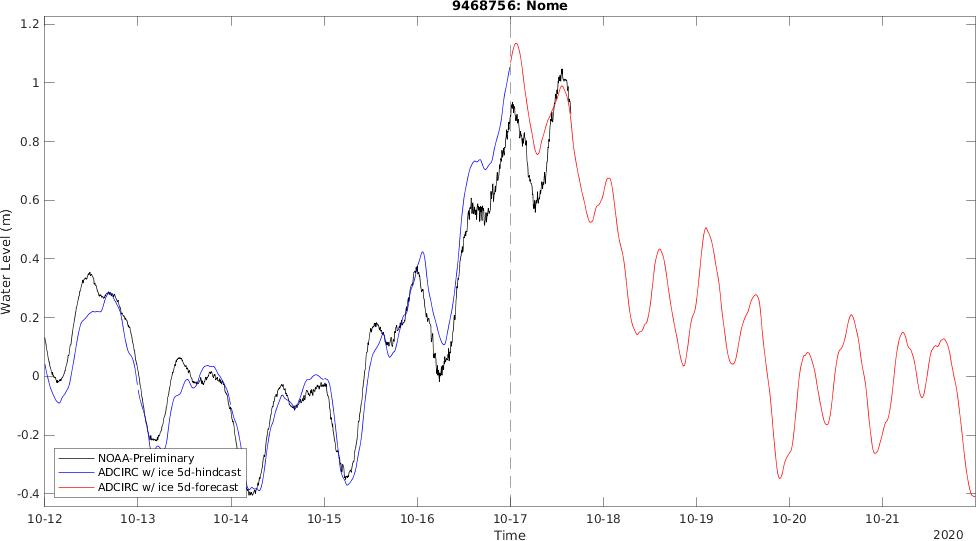 9468756: Nome
1.2
1
0.8
0.6
0.4
0.2
0
-0.2
-0.4
Water Level (m)
NOAA-Preliminary
ADCIRC w/ ice 5d-hindcast
ADCIRC w/ ice 5d-forecast
10-12 10-13 10-14 10-15 10-16 10-17 10-18 10-19 10-20 10-21
Time
2020